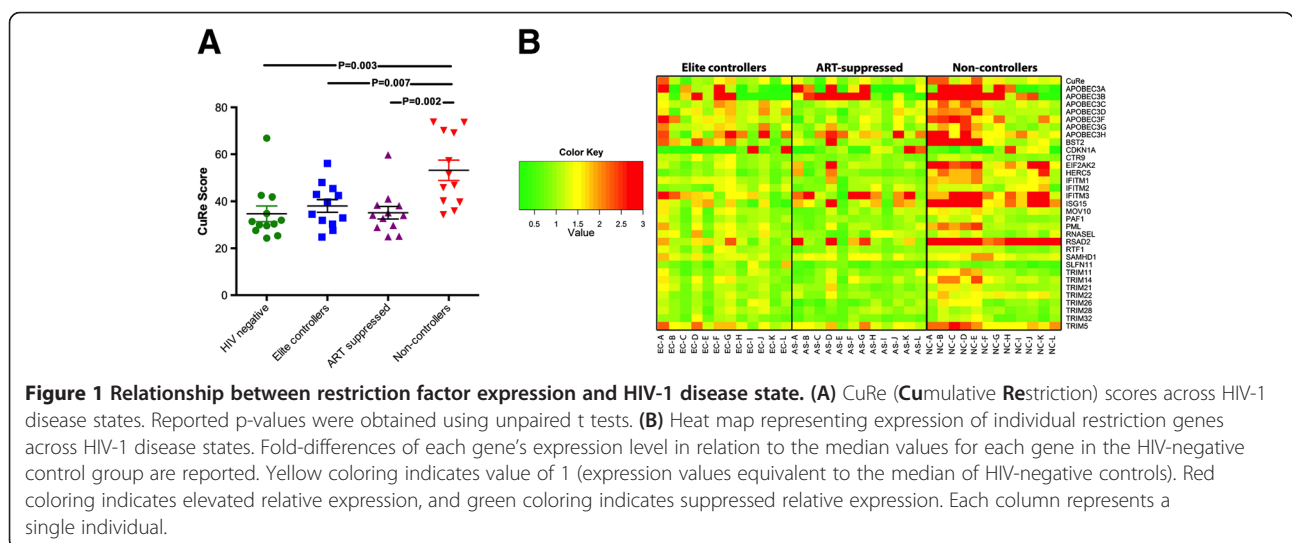 A
P=0.003
P=0.007
P=0.002
80
60
40
20
0
CuRe Score
HIV negative
Elite controllers
ART suppressed
Non-controllers
B
Elite controllers
ART-suppressed
Non-controllers
Color Key
0.5 1 1.5 2 2.5 3
Value
CuRe
APOBEC3A
APOBEC3B
APOBEC3C
APOBEC3D
APOBEC3F
APOBEC3G
APOBEC3H
BST2
CDKN1A
CTR9
EIF2AK2
HERC5
IFITM1
IFITM2
IFITM3
ISG15
MOV10
PAF1
PML
RNASEL
RSAD2
RTF1
SAMHD1
SLFN11
TRIM11
TRIM14
TRIM21
TRIM22
TRIM26
TRIM28
TRIM32
TRIM5
EC-A
EC-B
EC-C
EC-D
EC-E
EC-F
EC-G
EC-H
EC-I
EC-J
EC-K
EC-L
AS-A
AS-B
AS-C
AS-D
AS-E
AS-F
AS-G
AS-H
AS-I
AS-J
AS-K
AS-L
NC-A
NC-B
NC-C
NC-D
NC-E
NC-F
NC-G
NC-H
NC-I
NC-J
NC-K
NC-L
Figure 1 Relationship between restriction factor expression and HIV-1 disease state. (A) CuRe (Cumulative Restriction) scores across HIV-1
disease states. Reported p-values were obtained using unpaired t tests. (B) Heat map representing expression of individual restriction genes
across HIV-1 disease states. Fold-differences of each gene's expression level in relation to the median values for each gene in the HIV-negative
control group are reported. Yellow coloring indicates value of 1 (expression values equivalent to the median of HIV-negative controls). Red
coloring indicates elevated relative expression, and green coloring indicates suppressed relative expression. Each column represents a
single individual.